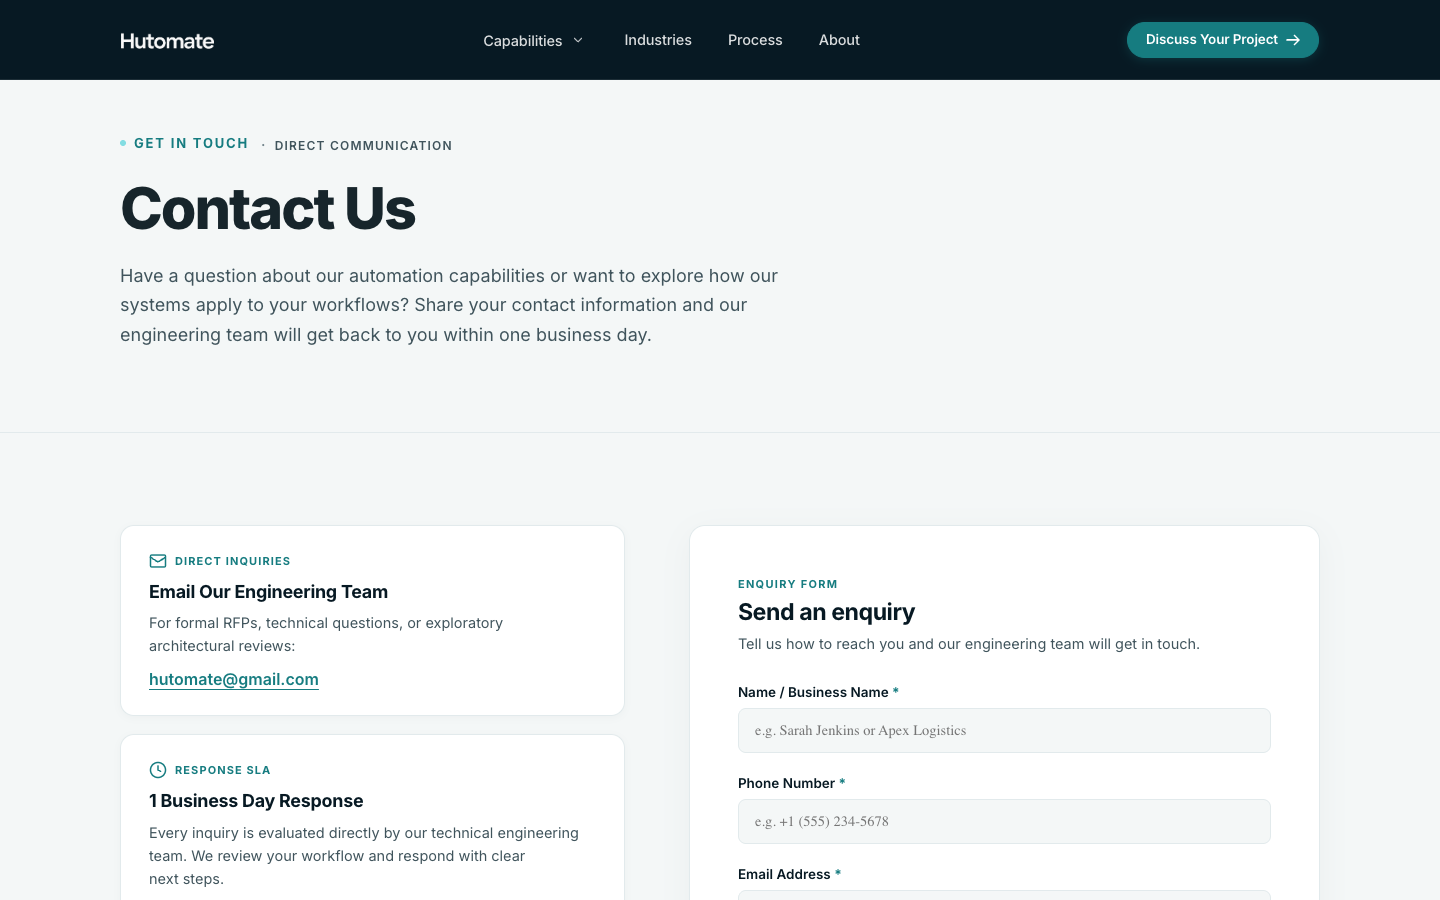 Hutomate
Capabilities
Industries
Process
About
Discuss Your Project
GET IN TOUCH · DIRECT COMMUNICATION
Contact Us
Have a question about our automation capabilities or want to explore how our
systems apply to your workflows? Share your contact information and our
engineering team will get back to you within one business day.
DIRECT INQUIRIES
Email Our Engineering Team
For formal RFPs, technical questions, or exploratory
architectural reviews:
hutomate@gmail.com
RESPONSE SLA
1 Business Day Response
Every inquiry is evaluated directly by our technical engineering
team. We review your workflow and respond with clear
next steps.
ENQUIRY FORM
Send an enquiry
Tell us how to reach you and our engineering team will get in touch.
Name / Business Name *
e.g. Sarah Jenkins or Apex Logistics
Phone Number *
e.g. +1 (555) 234-5678
Email Address *